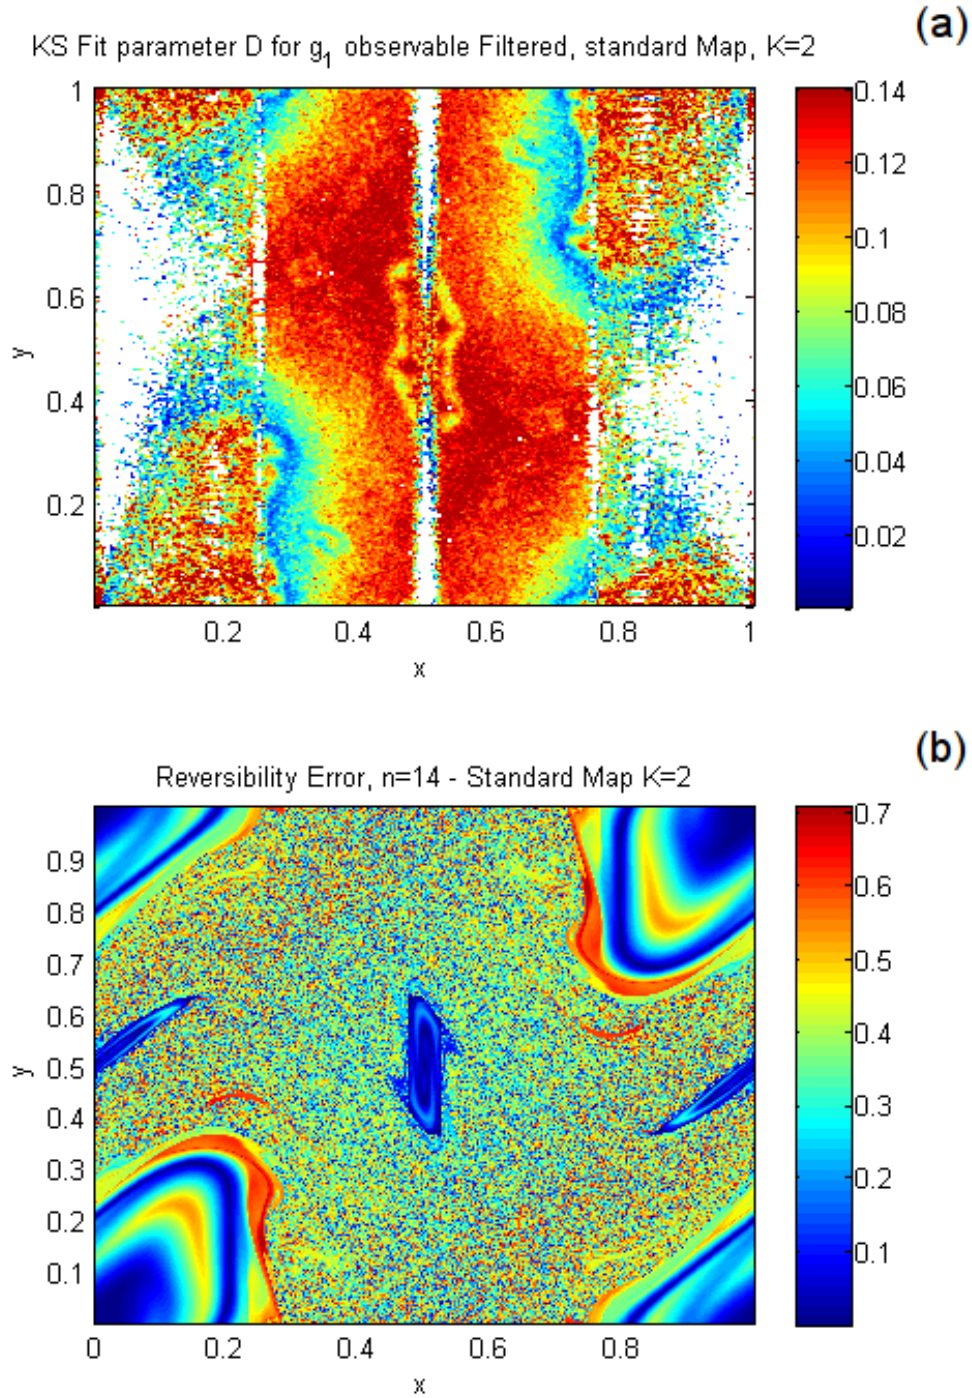 (a)
KS Fit parameter D for g1 observable Filtered, standard Map, K=2
1
0.8
0.6
0.4
0.2
y
0.2 0.4 0.6 0.8 1
x
0.14
0.12
0.1
0.08
0.06
0.04
0.02
(b)
Reversibility Error, n=14 - Standard Map K=2
0.9
0.8
0.7
0.6
0.5
0.4
0.3
0.2
0.1
y
0 0.2 0.4 0.6 0.8
x
0.7
0.6
0.5
0.4
0.3
0.2
0.1